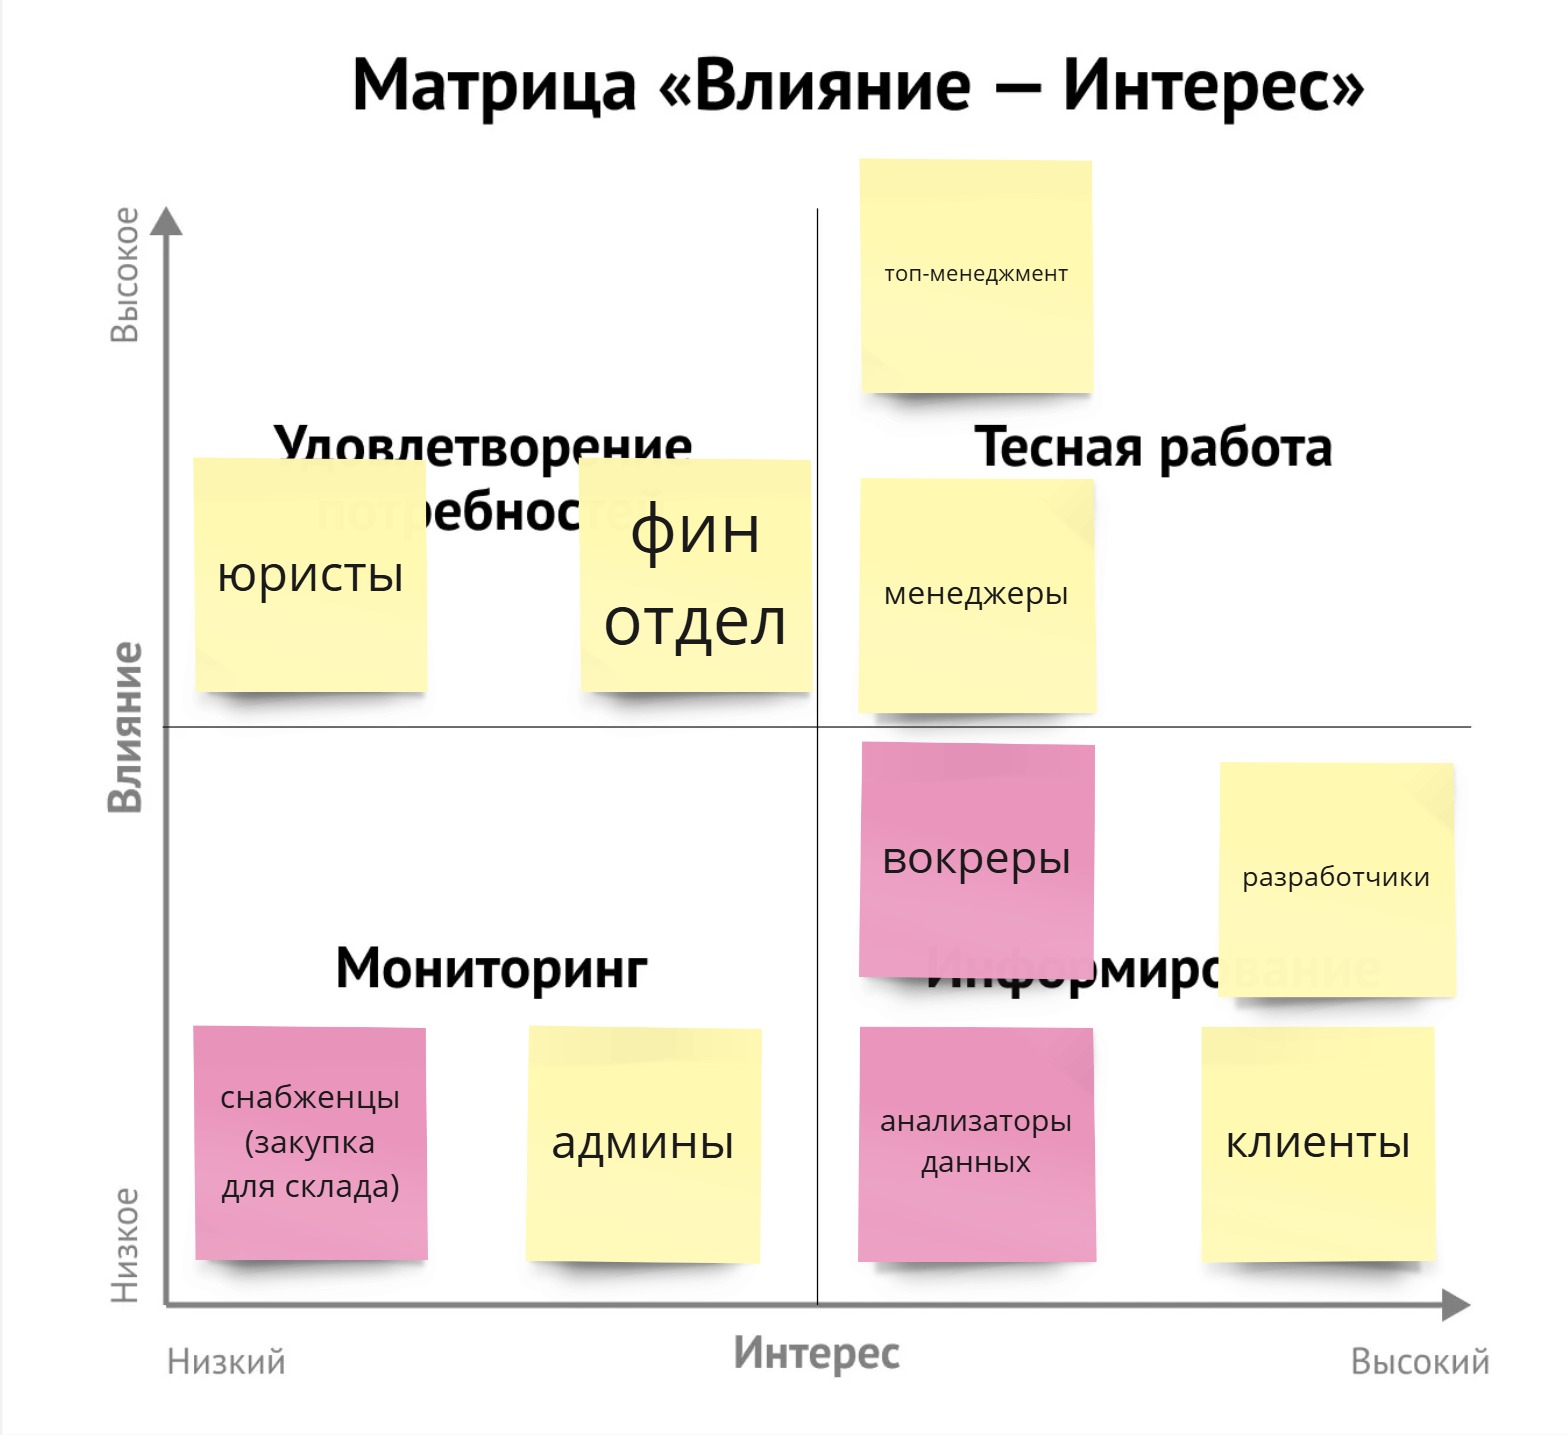 Матрица «Влияние — Интерес»
Высокое
топ-менеджмент
Удовлетворение
потребностей
Тесная работа
юристы
фин
отдел
менеджеры
Влияние
вокреры
разработчики
Мониторинг
Информирование
снабженцы
(закупка
для склада)
админы
анализаторы
данных
клиенты
Низкое
Низкий
Интерес
Высокий